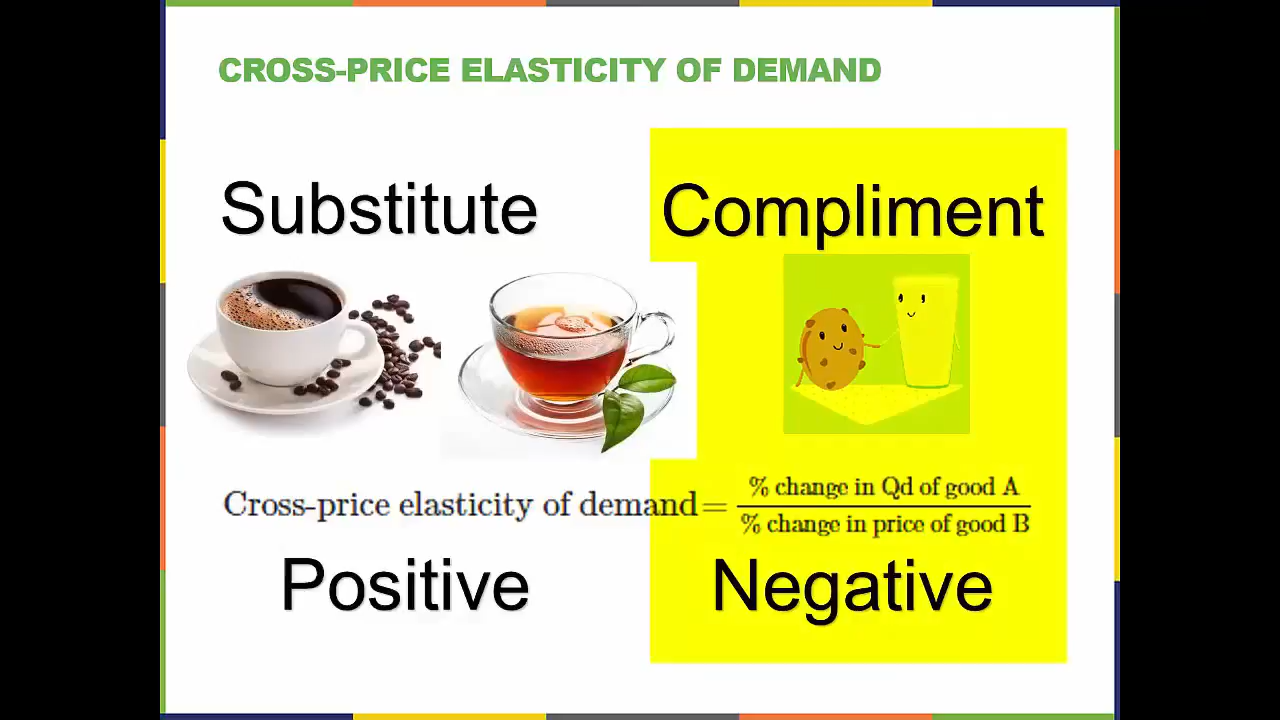 CROSS-PRICE ELASTICITY OF DEMAND
Substitute
Compliment
Cross-price elasticity of demand = % change in Qd of good A
% change in price of good B
Positive
Negative